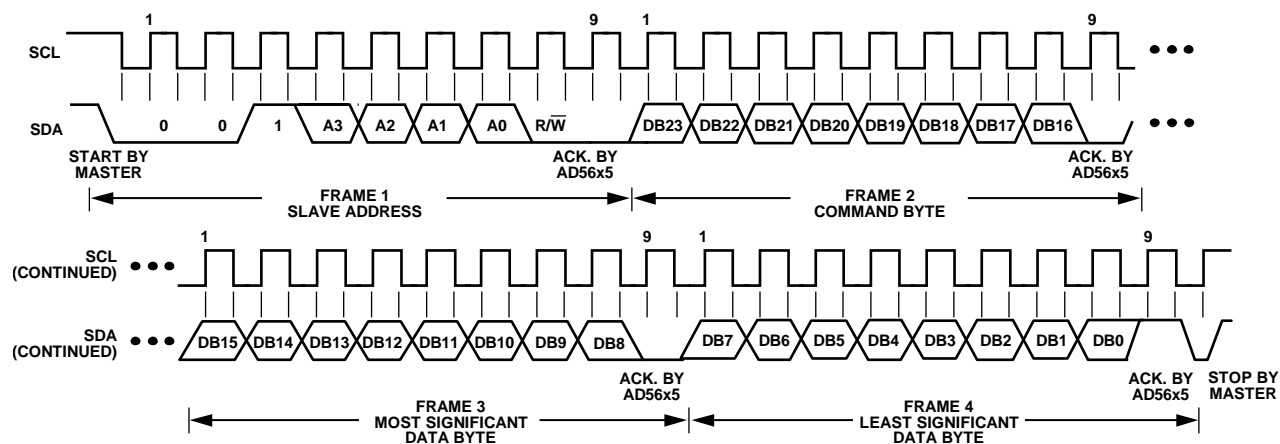 1 9 1 9
SCL
SDA 0 0 1 A3 A2 A1 A0 R/W̅ DB23 DB22 DB21 DB20 DB19 DB18 DB17 DB16
START BY
MASTER
ACK. BY
AD56x5
ACK. BY
AD56x5
FRAME 1
SLAVE ADDRESS
FRAME 2
COMMAND BYTE
1 9 1 9
SCL
(CONTINUED)
SDA
(CONTINUED)
DB15 DB14 DB13 DB12 DB11 DB10 DB9 DB8 DB7 DB6 DB5 DB4 DB3 DB2 DB1 DB0
ACK. BY
AD56x5
ACK. BY
AD56x5
STOP BY
MASTER
FRAME 3
MOST SIGNIFICANT
DATA BYTE
FRAME 4
LEAST SIGNIFICANT
DATA BYTE